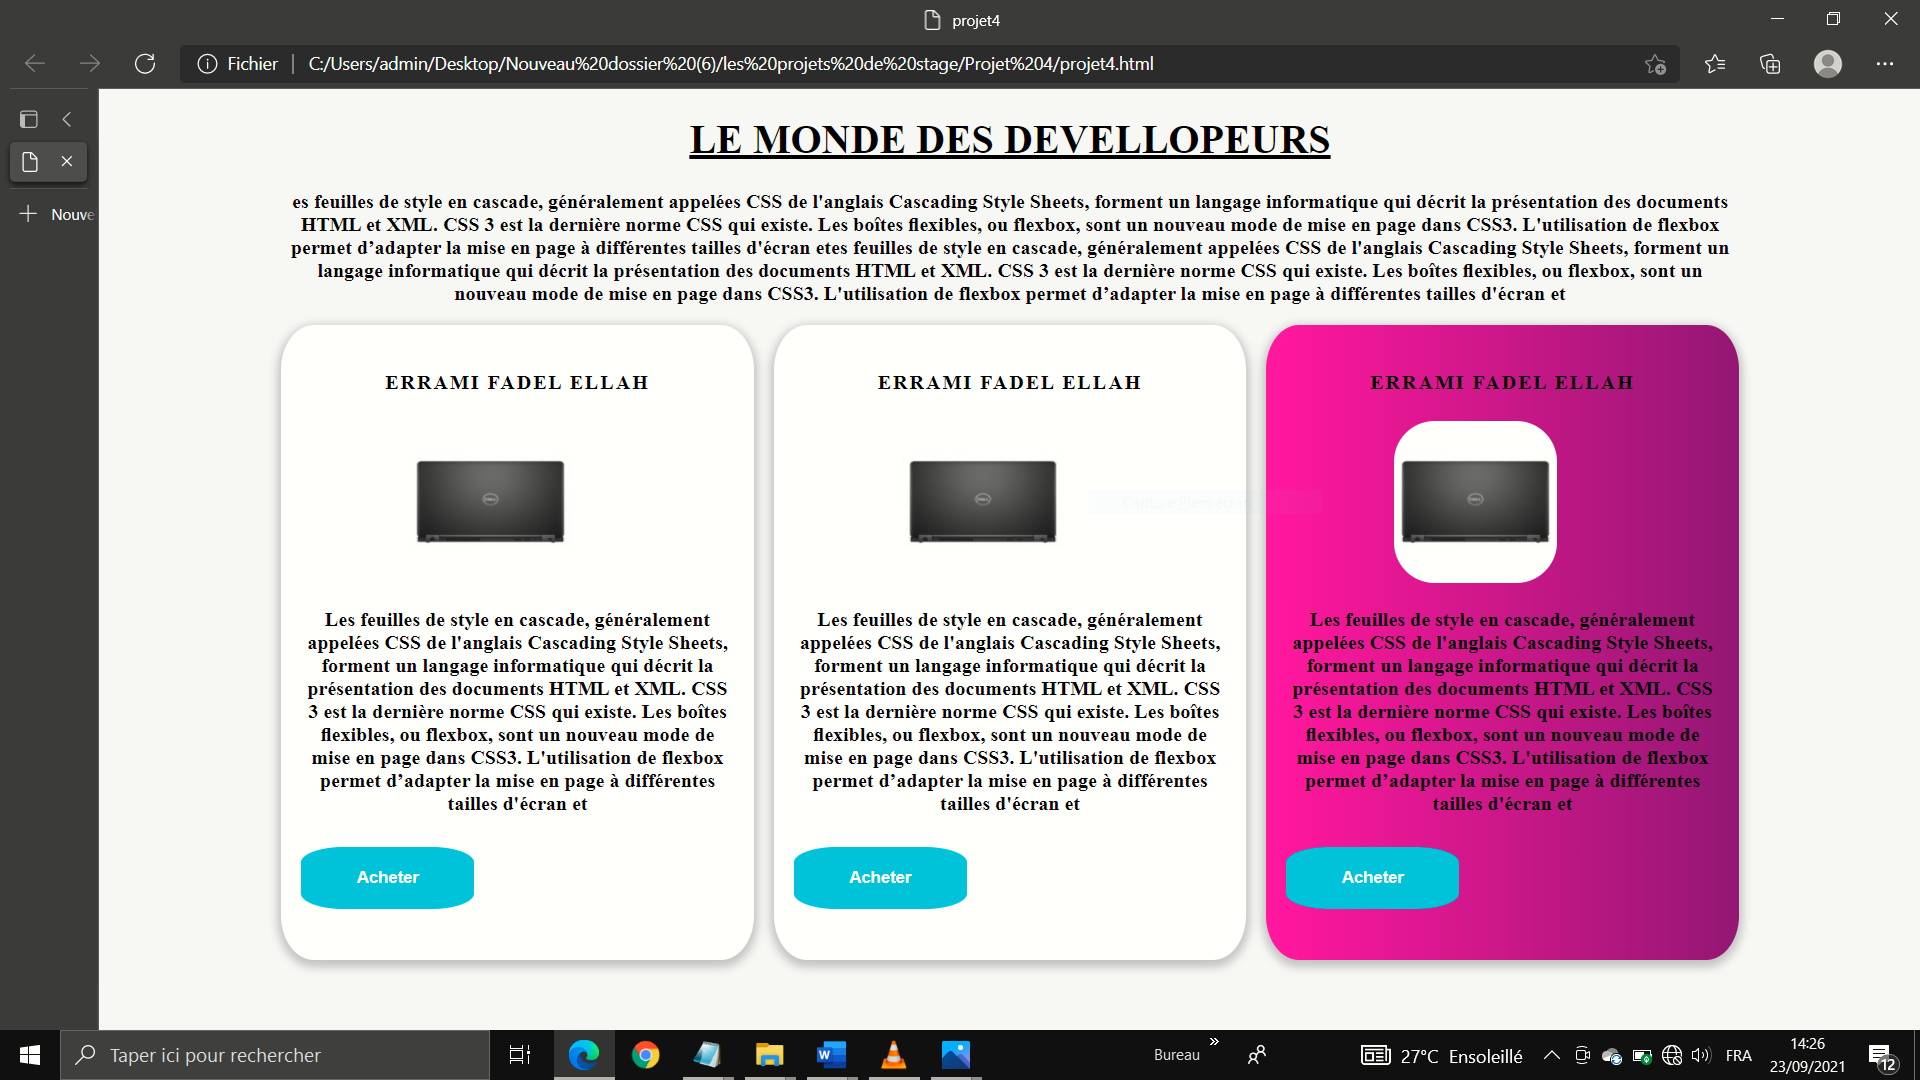 projet4
Fichier
C:/Users/admin/Desktop/Nouveau%20dossier%20(6)/les%20projets%20de%20stage/Projet%204/projet4.html
Nouve
LE MONDE DES DEVELLOPEURS
es feuilles de style en cascade, généralement appelées CSS de l'anglais Cascading Style Sheets, forment un langage informatique qui décrit la présentation des documents
HTML et XML. CSS 3 est la dernière norme CSS qui existe. Les boîtes flexibles, ou flexbox, sont un nouveau mode de mise en page dans CSS3. L'utilisation de flexbox
permet d’adapter la mise en page à différentes tailles d'écran etes feuilles de style en cascade, généralement appelées CSS de l'anglais Cascading Style Sheets, forment un
langage informatique qui décrit la présentation des documents HTML et XML. CSS 3 est la dernière norme CSS qui existe. Les boîtes flexibles, ou flexbox, sont un
nouveau mode de mise en page dans CSS3. L'utilisation de flexbox permet d’adapter la mise en page à différentes tailles d'écran et
ERRAMI FADEL ELLAH
DELL
Les feuilles de style en cascade, généralement
appelées CSS de l'anglais Cascading Style Sheets,
forment un langage informatique qui décrit la
présentation des documents HTML et XML. CSS
3 est la dernière norme CSS qui existe. Les boîtes
flexibles, ou flexbox, sont un nouveau mode de
mise en page dans CSS3. L'utilisation de flexbox
permet d’adapter la mise en page à différentes
tailles d'écran et
Acheter
ERRAMI FADEL ELLAH
DELL
Les feuilles de style en cascade, généralement
appelées CSS de l'anglais Cascading Style Sheets,
forment un langage informatique qui décrit la
présentation des documents HTML et XML. CSS
3 est la dernière norme CSS qui existe. Les boîtes
flexibles, ou flexbox, sont un nouveau mode de
mise en page dans CSS3. L'utilisation de flexbox
permet d’adapter la mise en page à différentes
tailles d'écran et
Acheter
ERRAMI FADEL ELLAH
DELL
Les feuilles de style en cascade, généralement
appelées CSS de l'anglais Cascading Style Sheets,
forment un langage informatique qui décrit la
présentation des documents HTML et XML. CSS
3 est la dernière norme CSS qui existe. Les boîtes
flexibles, ou flexbox, sont un nouveau mode de
mise en page dans CSS3. L'utilisation de flexbox
permet d’adapter la mise en page à différentes
tailles d'écran et
Acheter
Taper ici pour rechercher
Bureau
27°C Ensoleillé
FRA
14:26
23/09/2021
12